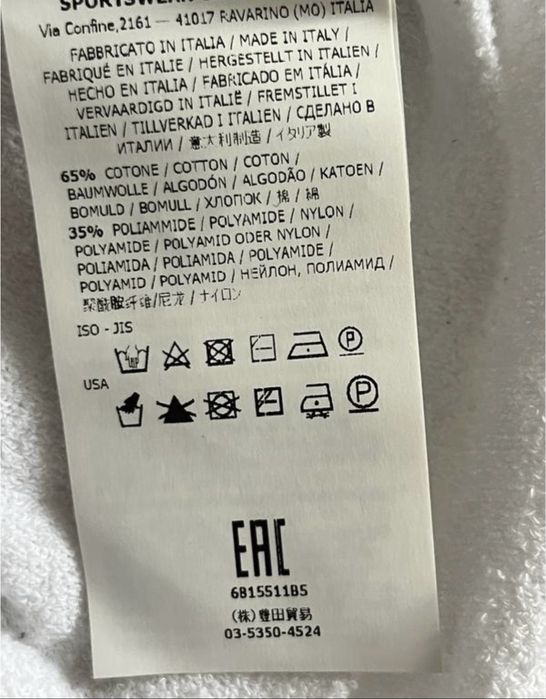 SPORTSWEAR
Via Confine,2161 — 41017 RAVARINO (MO) ITALIA
FABBRICATO IN ITALIA / MADE IN ITALY /
FABRIQUÉ EN ITALIE / HERGESTELLT IN ITALIEN /
HECHO EN ITALIA / FABRICADO EM ITÁLIA /
VERVAARDIGD IN ITALIË / FREMSTILLET I
ITALIEN / TILLVERKAD I ITALIEN / СДЕЛАНО В
ИТАЛИИ / 意大利制造 / イタリア製
65% COTONE / COTTON / COTON /
BAUMWOLLE / ALGODÓN / ALGODÃO / KATOEN /
BOMULD / BOMULL / ХЛОПОК / 棉 / 綿
35% POLIAMMIDE / POLYAMIDE / NYLON /
POLYAMIDE / POLYAMID ODER NYLON /
POLIAMIDA / POLIAMIDA / POLYAMIDE /
POLYAMID / POLYAMID / НЕЙЛОН, ПОЛИАМИД /
聚酰胺纤维/尼龙 / ナイロン
ISO - JIS
P
USA
P
EAC
6815511B5
(株) 豊田貿易
03-5350-4524